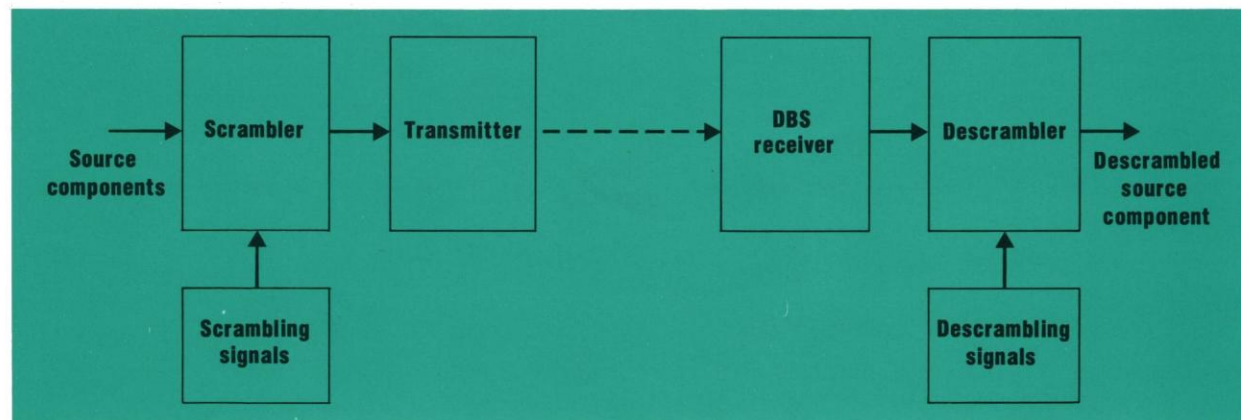 Source
components
Scrambler
Scrambling
signals
Transmitter
DBS
receiver
Descrambler
Descrambling
signals
Descrambled
source
component